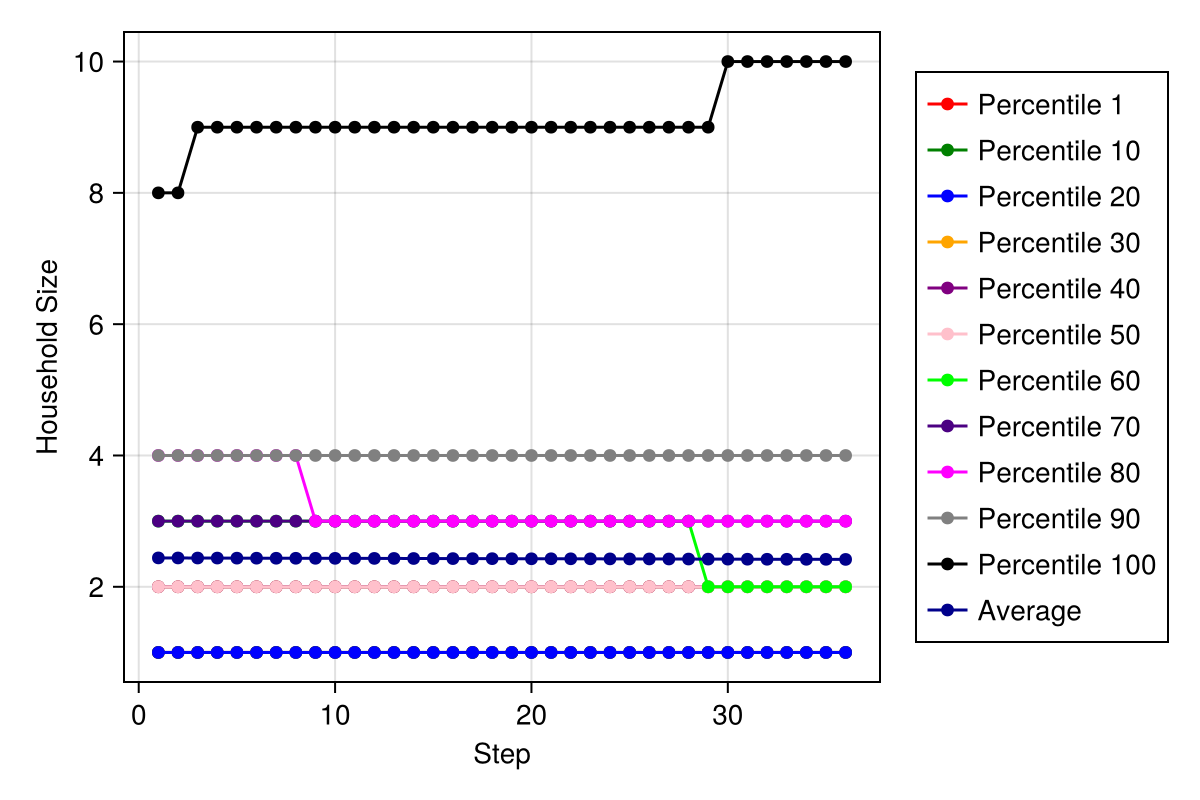 10
8
6
4
2
Household Size
0
10
20
30
Step
Percentile 1
Percentile 10
Percentile 20
Percentile 30
Percentile 40
Percentile 50
Percentile 60
Percentile 70
Percentile 80
Percentile 90
Percentile 100
Average